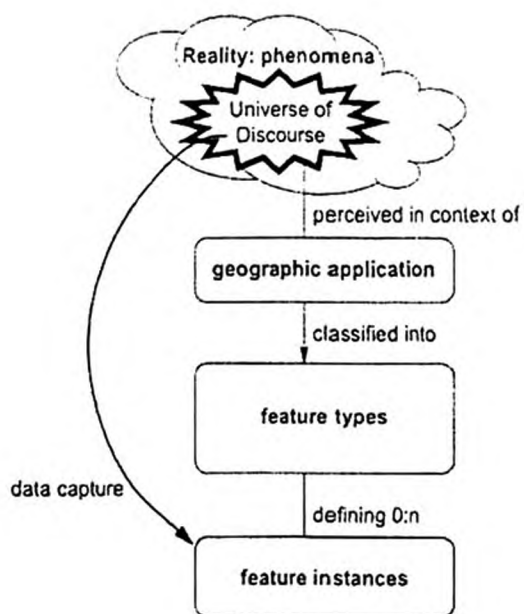 Reality: phenomena
Universe of
Discourse
perceived in context of
geographic application
classified into
feature types
data capture
defining 0:n
feature instances